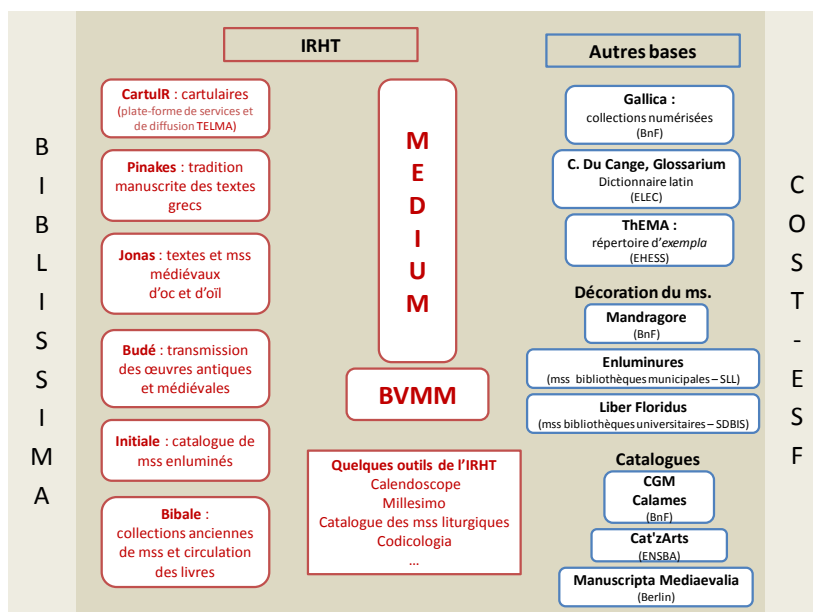 BIBLISSIMA
IRHT
CartulR : cartulaires
(plate-forme de services et
de diffusion TELMA)
Pinakes : tradition
manuscrite des textes
grecs
Jonas : textes et mss
médiévaux
d'oc et d'oïl
Budé : transmission
des œuvres antiques
et médiévales
Initiale : catalogue de
mss enluminés
Bibale :
collections anciennes
de mss et circulation
des livres
MEDIUM
BVMM
Quelques outils de l'IRHT
Calendoscope
Millesimo
Catalogue des mss liturgiques
Codicologia
…
Autres bases
Gallica :
collections numérisées
(BnF)
C. Du Cange, Glossarium
Dictionnaire latin
(ELEC)
ThEMA :
répertoire d'exempla
(EHESS)
Décoration du ms.
Mandragore
(BnF)
Enluminures
(mss bibliothèques municipales – SLL)
Liber Floridus
(mss bibliothèques universitaires – SDBIS)
Catalogues
CGM
Calames
(BnF)
Cat'zArts
(ENSBA)
Manuscripta Mediaevalia
(Berlin)
COST-ESF